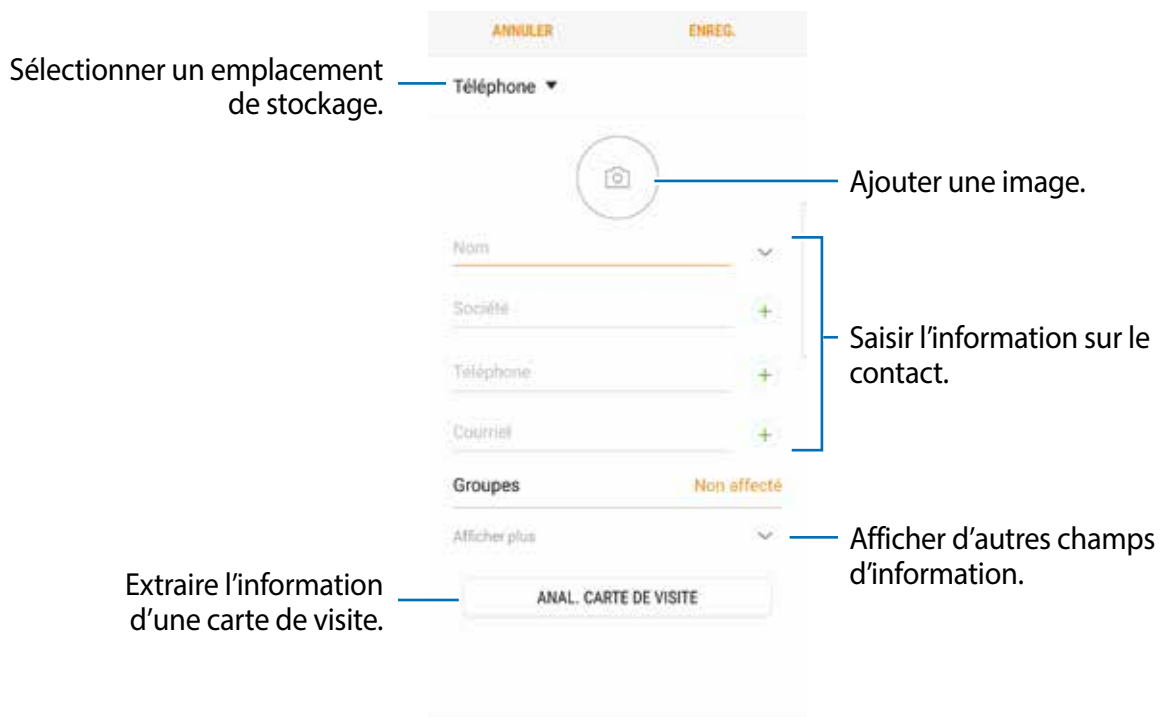 ANNULER ENREG.
Sélectionner un emplacement
de stockage.
Téléphone
Ajouter une image.
Nom
Société
Téléphone
Courriel
Saisir l’information sur le
contact.
Groupes Non affecté
Afficher plus
Afficher d’autres champs
d’information.
Extraire l’information
d’une carte de visite.
ANAL. CARTE DE VISITE